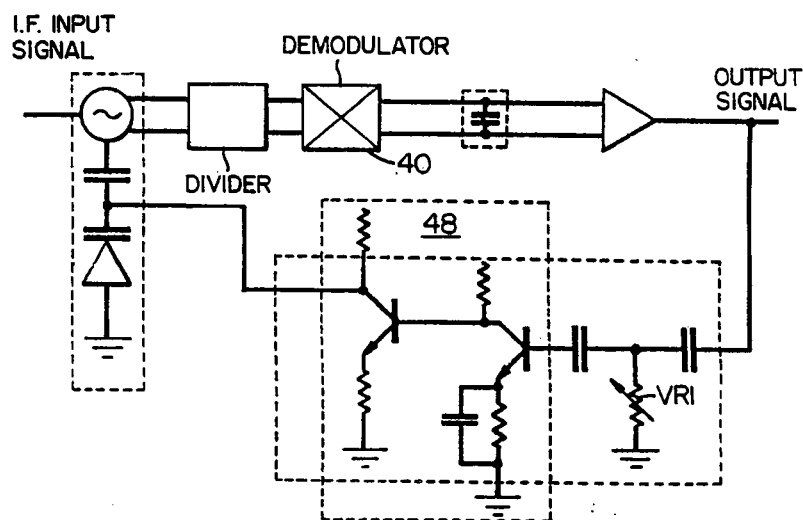 I.F. INPUT
SIGNAL
DEMODULATOR
OUTPUT
SIGNAL
40
DIVIDER
48
VR1